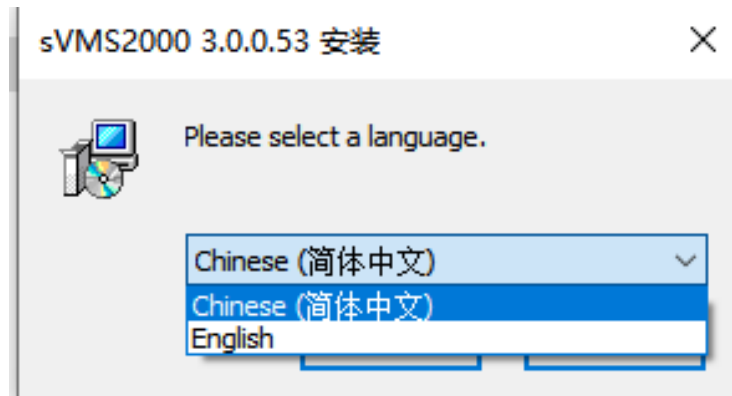 sVMS2000 3.0.0.53 安装
Please select a language.
Chinese (简体中文)
Chinese (简体中文)
English